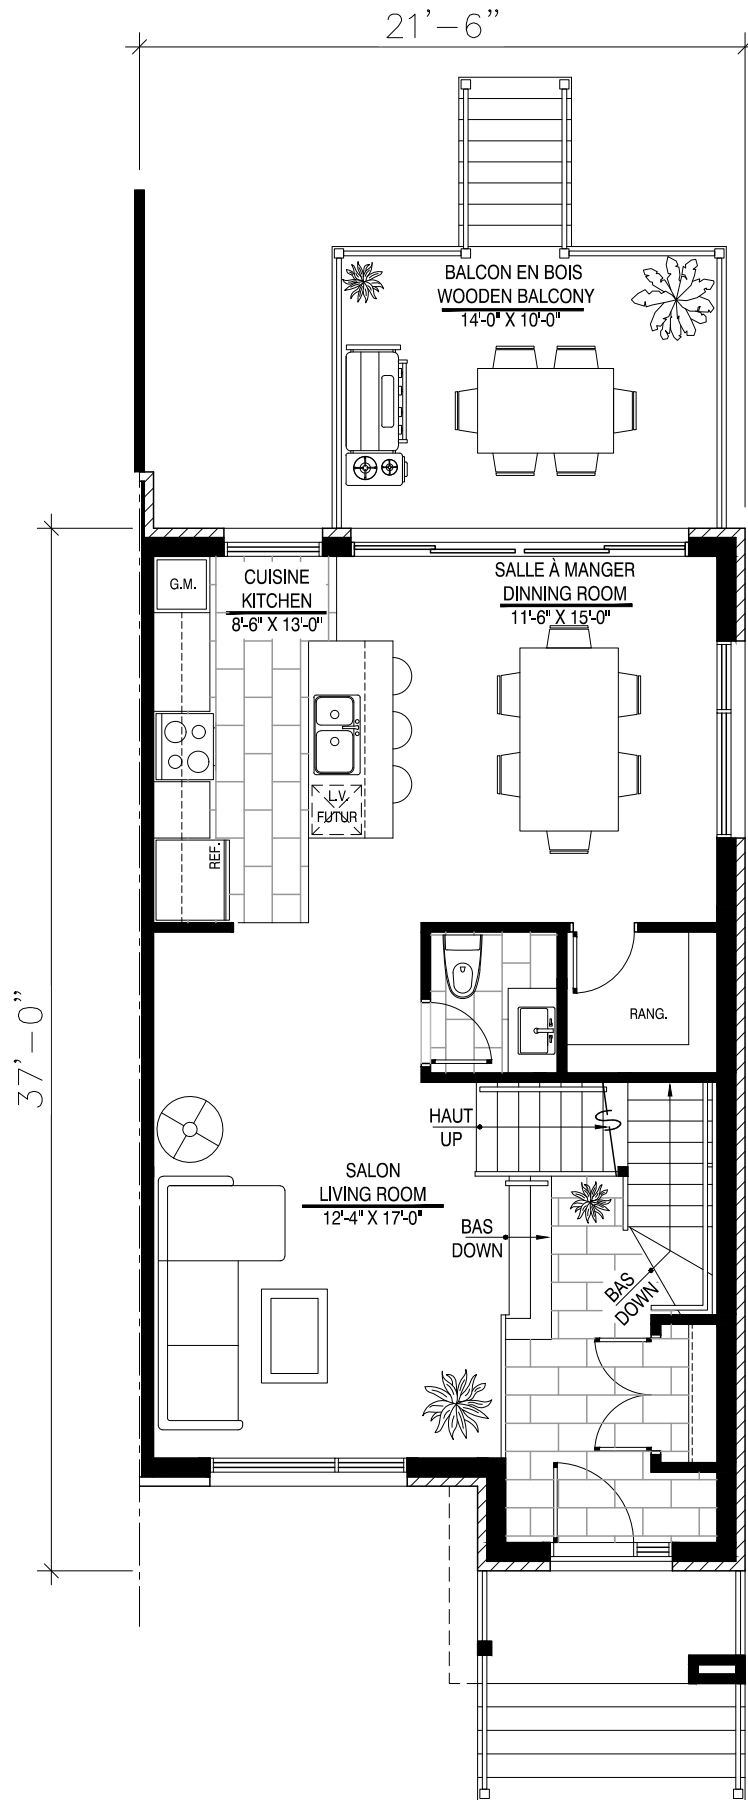 21'-6"
BALCON EN BOIS
WOODEN BALCONY
14'-0" X 10'-0"
G.M.
CUISINE
KITCHEN
8'-6" X 13'-0"
SALLE À MANGER
DINNING ROOM
11'-6" X 15'-0"
L.V.
FUTUR
REF.
37'-0"
RANG.
HAUT
UP
SALON
LIVING ROOM
12'-4" X 17'-0"
BAS
DOWN
BAS
DOWN